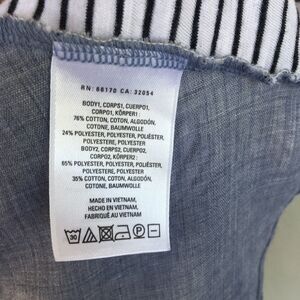 RN: 66170 CA: 32054
BODY1, CORPS1, CUERPO1,
CORPO1, KÖRPER1
76% COTTON, COTON, ALGODÓN,
COTONE, BAUMWOLLE
24% POLYESTER, POLYESTER, POLIÉSTER,
POLIESTERE, POLYESTER
BODY2, CORPS2, CUERPO2,
CORPO2, KÖRPER2:
65% POLYESTER, POLYESTER, POLIÉSTER,
POLIESTERE, POLYESTER
35% COTTON, COTON, ALGODÓN,
COTONE, BAUMWOLLE
MADE IN VIETNAM
HECHO EN VIETNAM
FABRIQUÉ AU VIETNAM
30 P